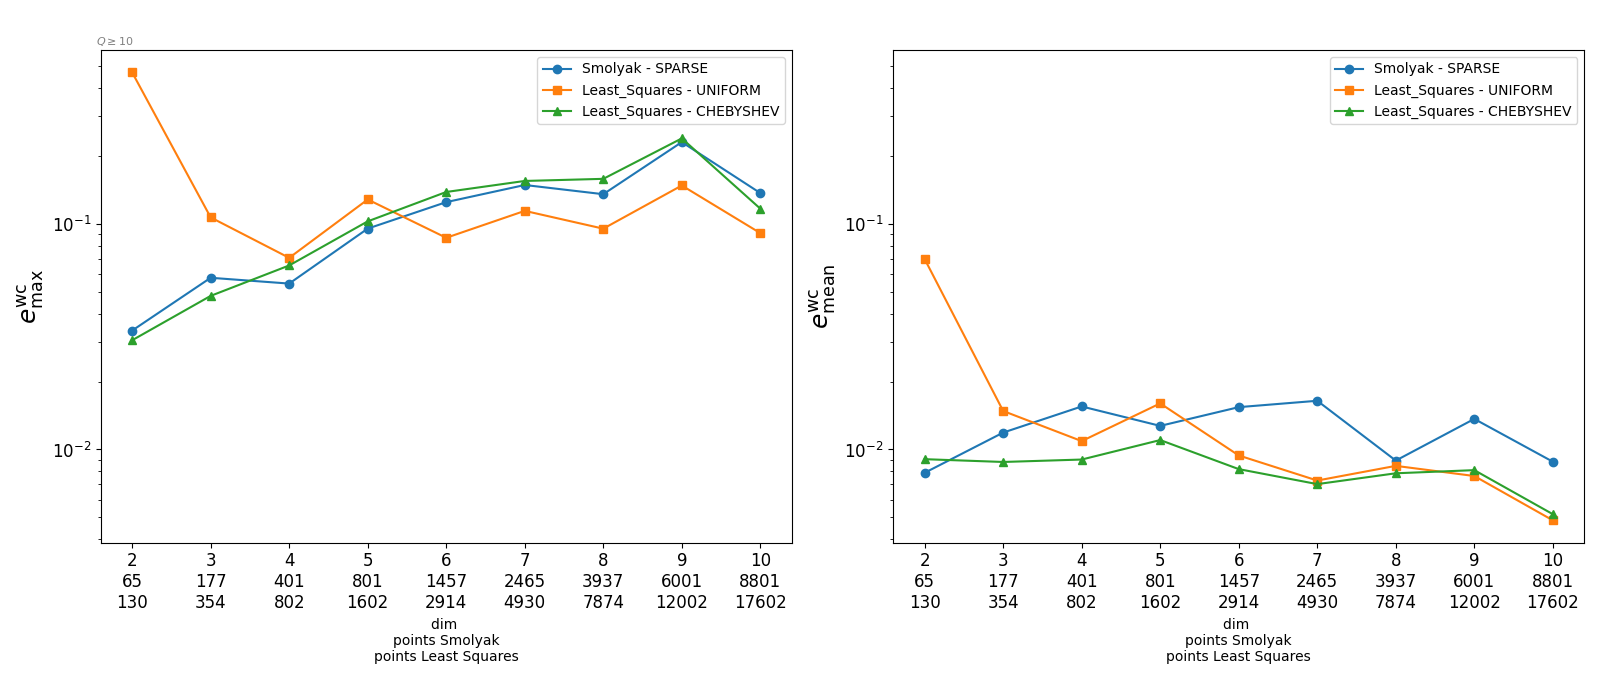 Q ≥ 10
Smolyak - SPARSE
Least_Squares - UNIFORM
Least_Squares - CHEBYSHEV
10⁻¹
10⁻²
e^wc_max
2 3 4 5 6 7 8 9 10
65 177 401 801 1457 2465 3937 6001 8801
130 354 802 1602 2914 4930 7874 12002 17602
dim
points Smolyak
points Least Squares
Smolyak - SPARSE
Least_Squares - UNIFORM
Least_Squares - CHEBYSHEV
10⁻¹
10⁻²
e^wc_mean
2 3 4 5 6 7 8 9 10
65 177 401 801 1457 2465 3937 6001 8801
130 354 802 1602 2914 4930 7874 12002 17602
dim
points Smolyak
points Least Squares